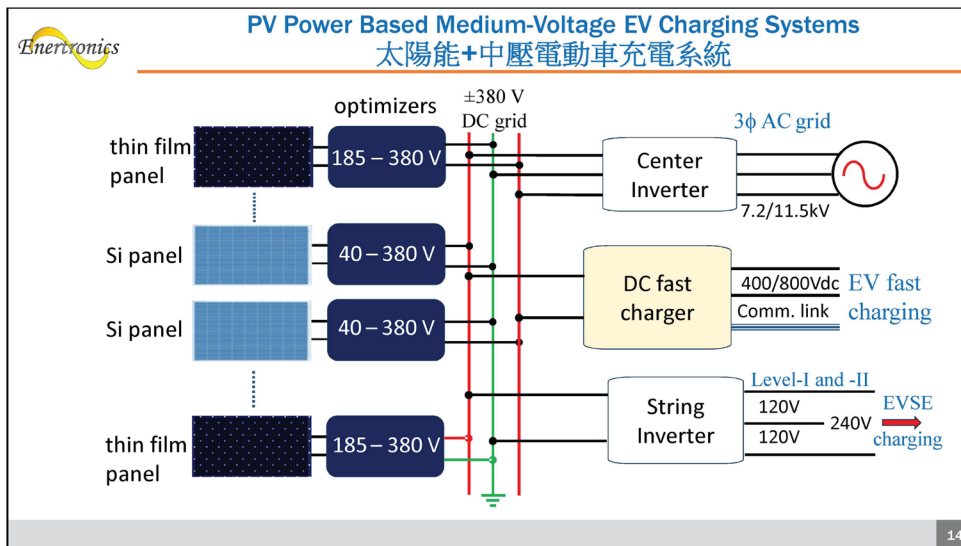 Enertronics
PV Power Based Medium-Voltage EV Charging Systems
太陽能+中壓電動車充電系統
optimizers
±380 V
DC grid
3ϕ AC grid
thin film
panel
185 – 380 V
Center
Inverter
7.2/11.5kV
Si panel
40 – 380 V
DC fast
charger
400/800Vdc
Comm. link
EV fast
charging
Si panel
40 – 380 V
thin film
panel
185 – 380 V
String
Inverter
Level-I and -II
120V
240V
120V
EVSE
charging
14